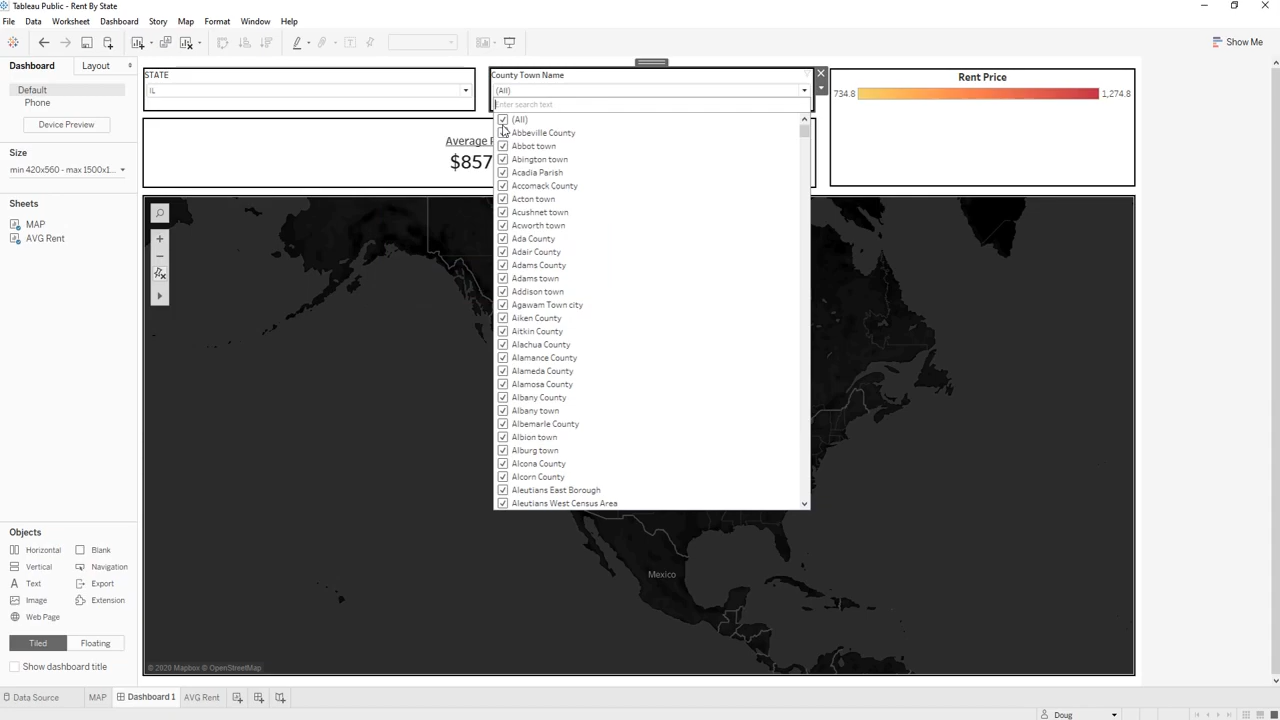 Tableau Public - Rent By State
File Data Worksheet Dashboard Story Map Format Window Help
Show Me
Dashboard Layout
Default
Phone
Device Preview
Size
min 420x560 - max 1500x1...
Sheets
MAP
AVG Rent
Objects
Horizontal Blank
Vertical Navigation
Text Export
Image Extension
Web Page
Tiled Floating
Show dashboard title
STATE
IL
County Town Name
(All)
Enter search text
(All)
Abbeville County
Abbot town
Abington town
Acadia Parish
Accomack County
Acton town
Acushnet town
Acworth town
Ada County
Adair County
Adams County
Adams town
Addison town
Agawam Town city
Aiken County
Aitkin County
Alachua County
Alamance County
Alameda County
Alamosa County
Albany County
Albany town
Albemarle County
Albion town
Alburg town
Alcona County
Alcorn County
Aleutians East Borough
Aleutians West Census Area
Rent Price
734.8 1,274.8
Average
$857
Mexico
© 2020 Mapbox © OpenStreetMap
Data Source MAP Dashboard 1 AVG Rent
Doug